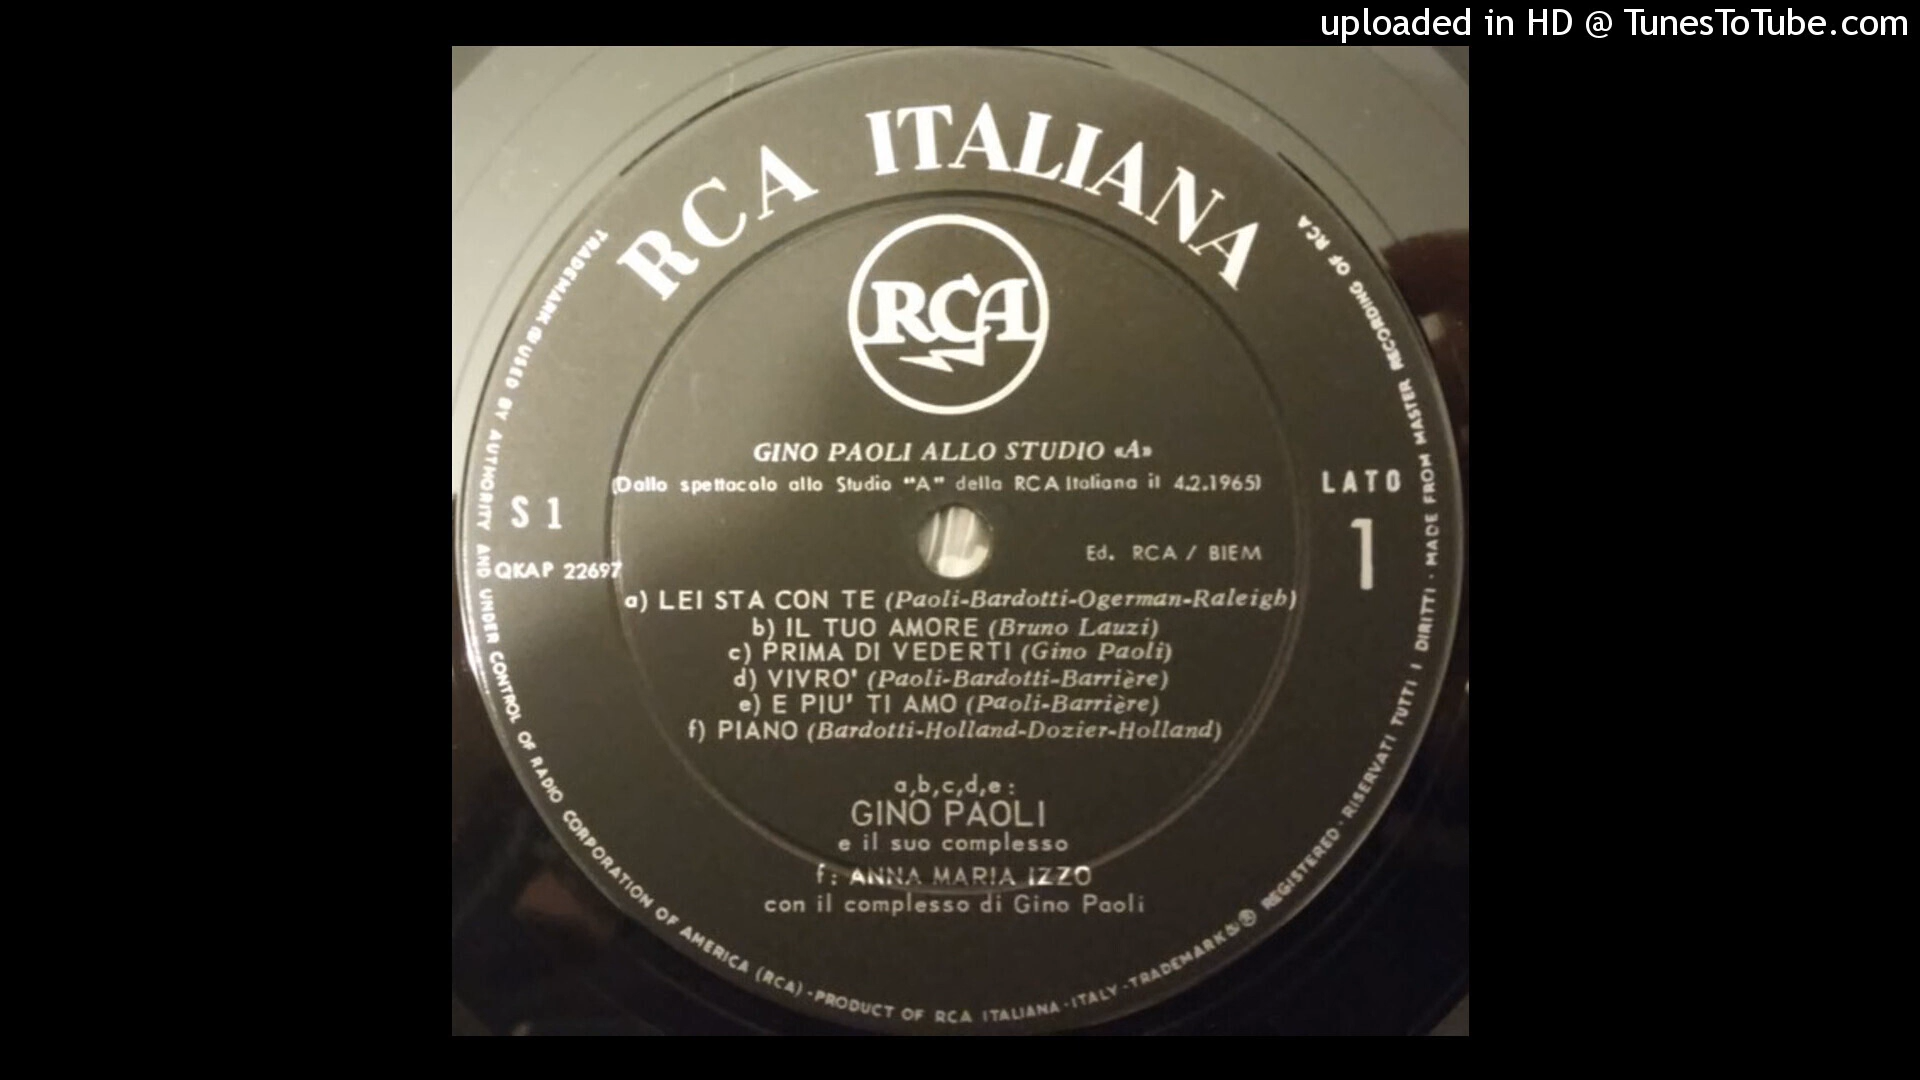 uploaded in HD @ TunesToTube.com
RCA ITALIANA
RCA
GINO PAOLI ALLO STUDIO «A»
(Dallo spettacolo allo Studio "A" della RCA Italiana il 4.2.1965)
S 1
LATO
1
QKAP 22697
Ed. RCA / BIEM
a) LEI STA CON TE (Paoli-Bardotti-Ogerman-Raleigh)
b) IL TUO AMORE (Bruno Lauzi)
c) PRIMA DI VEDERTI (Gino Paoli)
d) VIVRO' (Paoli-Bardotti-Barrière)
e) E PIU' TI AMO (Paoli-Barrière)
f) PIANO (Bardotti-Holland-Dozier-Holland)
a,b,c,d,e:
GINO PAOLI
e il suo complesso
f: ANNA MARIA IZZO
con il complesso di Gino Paoli
TRADEMARK ® USED BY AUTHORITY AND UNDER CONTROL OF RADIO CORPORATION OF AMERICA (RCA) - PRODUCT OF RCA ITALIANA - ITALY - TRADEMARKS ® REGISTERED - RISERVATI TUTTI I DIRITTI - MADE FROM MASTER RECORDING OF RCA